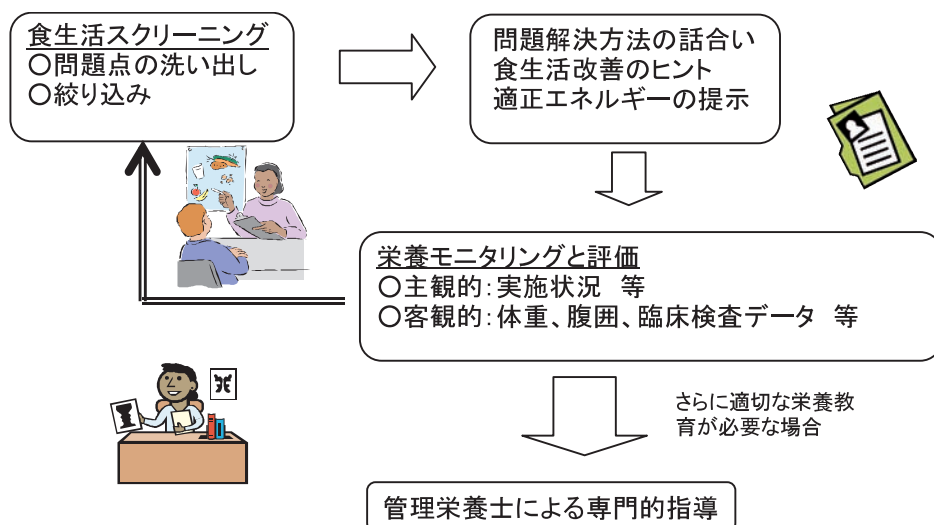 食生活スクリーニング
○問題点の洗い出し
○絞り込み
問題解決方法の話合い
食生活改善のヒント
適正エネルギーの提示
栄養モニタリングと評価
○主観的:実施状況 等
○客観的:体重、腹囲、臨床検査データ 等
さらに適切な栄養教
育が必要な場合
管理栄養士による専門的指導